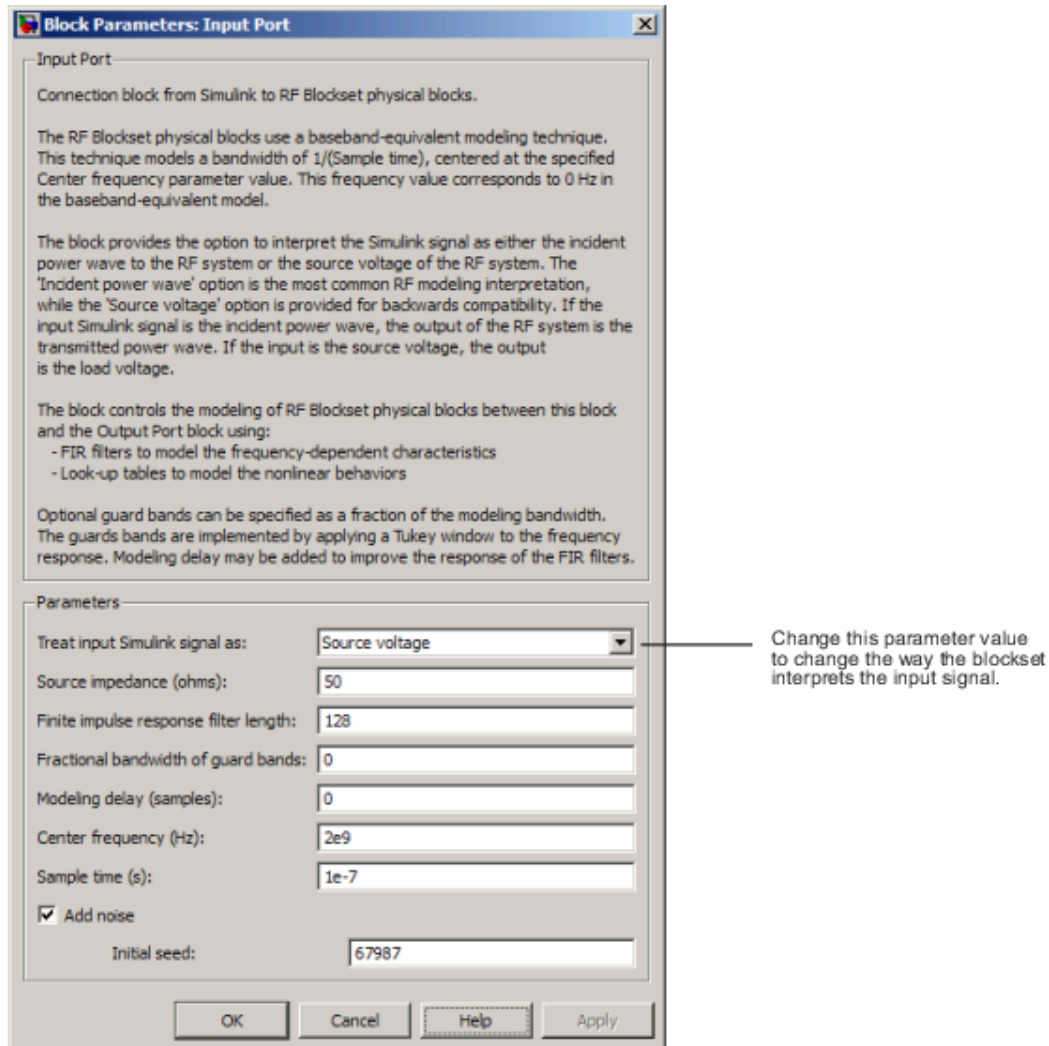 Block Parameters: Input Port
Input Port
Connection block from Simulink to RF Blockset physical blocks.
The RF Blockset physical blocks use a baseband-equivalent modeling technique.
This technique models a bandwidth of 1/(Sample time), centered at the specified
Center frequency parameter value. This frequency value corresponds to 0 Hz in
the baseband-equivalent model.
The block provides the option to interpret the Simulink signal as either the incident
power wave to the RF system or the source voltage of the RF system. The
'Incident power wave' option is the most common RF modeling interpretation,
while the 'Source voltage' option is provided for backwards compatibility. If the
input Simulink signal is the incident power wave, the output of the RF system is the
transmitted power wave. If the input is the source voltage, the output
is the load voltage.
The block controls the modeling of RF Blockset physical blocks between this block
and the Output Port block using:
- FIR filters to model the frequency-dependent characteristics
- Look-up tables to model the nonlinear behaviors
Optional guard bands can be specified as a fraction of the modeling bandwidth.
The guards bands are implemented by applying a Tukey window to the frequency
response. Modeling delay may be added to improve the response of the FIR filters.
Parameters
Treat input Simulink signal as: Source voltage
Source impedance (ohms): 50
Finite impulse response filter length: 128
Fractional bandwidth of guard bands: 0
Modeling delay (samples): 0
Center frequency (Hz): 2e9
Sample time (s): 1e-7
Add noise
Initial seed: 67987
OK Cancel Help Apply
Change this parameter value
to change the way the blockset
interprets the input signal.